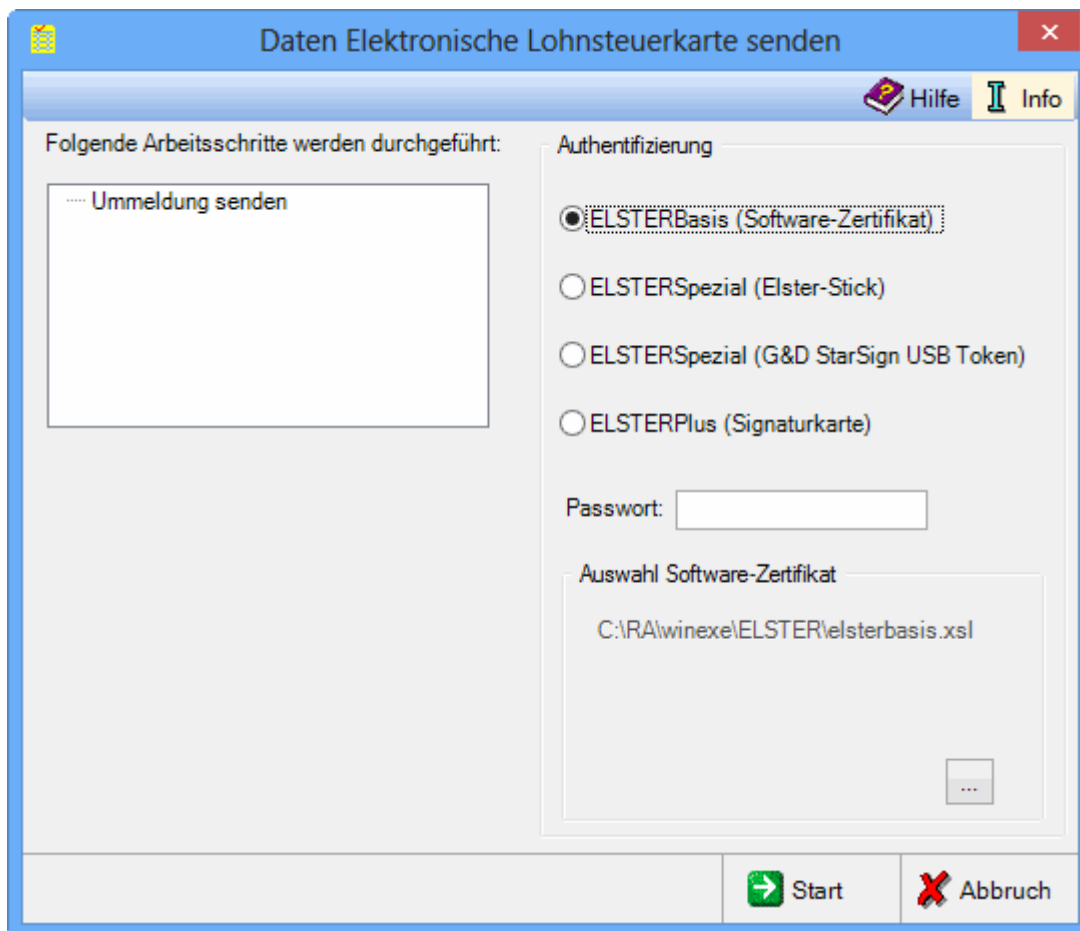 Daten Elektronische Lohnsteuerkarte senden
Hilfe
Info
Folgende Arbeitsschritte werden durchgeführt:
Ummeldung senden
Authentifizierung
ELSTERBasis (Software-Zertifikat)
ELSTERSpezial (Elster-Stick)
ELSTERSpezial (G&D StarSign USB Token)
ELSTERPlus (Signaturkarte)
Passwort:
Auswahl Software-Zertifikat
C:\RA\winexe\ELSTER\elsterbasis.xsl
...
Start
Abbruch